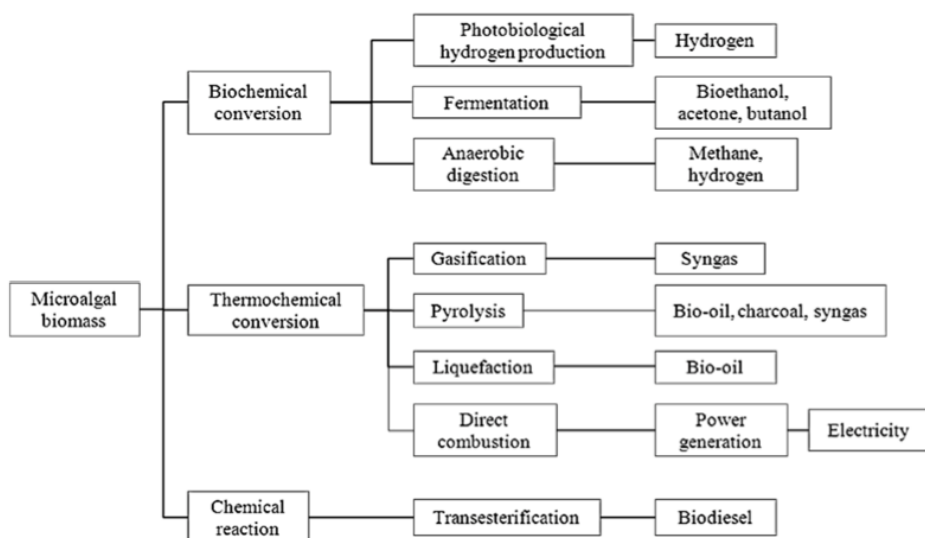 Photobiological
hydrogen production
Hydrogen
Biochemical
conversion
Fermentation
Bioethanol,
acetone, butanol
Anaerobic
digestion
Methane,
hydrogen
Microalgal
biomass
Thermochemical
conversion
Gasification
Syngas
Pyrolysis
Bio-oil, charcoal, syngas
Liquefaction
Bio-oil
Direct
combustion
Power
generation
Electricity
Chemical
reaction
Transesterification
Biodiesel